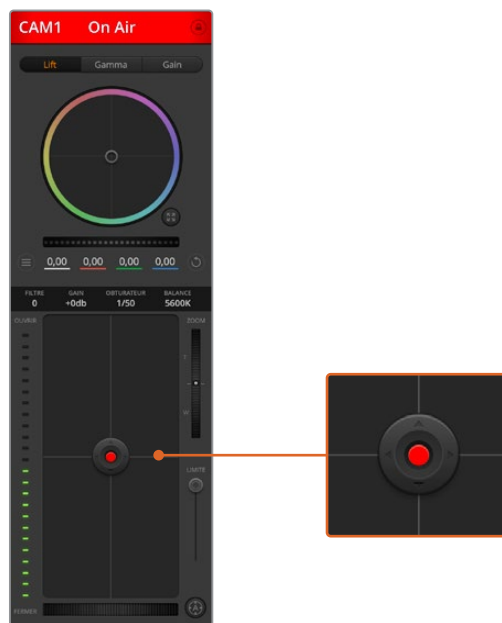 CAM1 On Air
Lift Gamma Gain
0,00 0,00 0,00 0,00
FILTRE GAIN OBTURATEUR BALANCE
0 +0db 1/50 5600K
OUVRIR ZOOM
T
W
LIMITE
FERMER